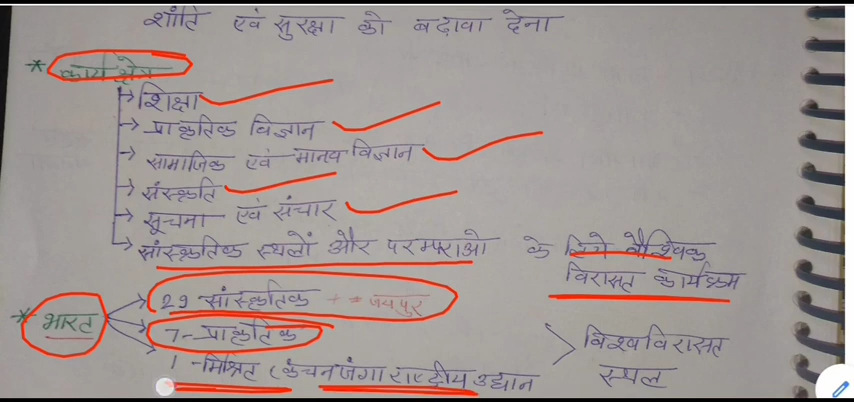 शांति एवं सुरक्षा को बढ़ावा देना
* कार्य क्षेत्र
→ शिक्षा
→ प्राकृतिक विज्ञान
→ सामाजिक एवं मानव विज्ञान
→ संस्कृति
→ सूचना एवं संचार
→ सांस्कृतिक स्थलों और परम्पराओ के लिये वैश्विक
विरासत कार्यक्रम
* भारत
29-सांस्कृतिक + = जयपुर
7-प्राकृतिक
1-मिश्रित (कंचनजंगा राष्ट्रीय उद्यान
> विश्व विरासत
स्थल